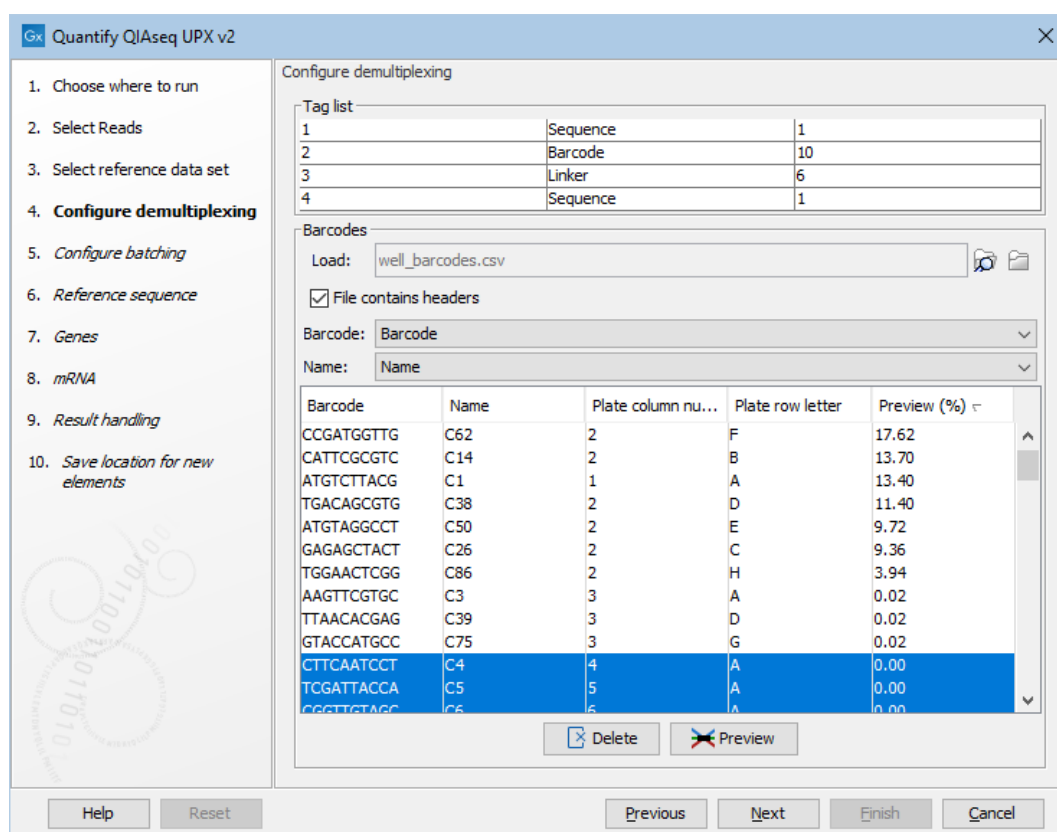 Gx Quantify QIAseq UPX v2
1. Choose where to run
2. Select Reads
3. Select reference data set
4. Configure demultiplexing
5. Configure batching
6. Reference sequence
7. Genes
8. mRNA
9. Result handling
10. Save location for new
elements
Configure demultiplexing
Tag list
1 Sequence 1
2 Barcode 10
3 Linker 6
4 Sequence 1
Barcodes
Load: well_barcodes.csv
File contains headers
Barcode: Barcode
Name: Name
Barcode Name Plate column nu... Plate row letter Preview (%)
CCGATGGTTG C62 2 F 17.62
CATTCGCGTC C14 2 B 13.70
ATGTCTTACG C1 1 A 13.40
TGACAGCGTG C38 2 D 11.40
ATGTAGGCCT C50 2 E 9.72
GAGAGCTACT C26 2 C 9.36
TGGAACTCGG C86 2 H 3.94
AAGTTCGTGC C3 3 A 0.02
TTAACACGAG C39 3 D 0.02
GTACCATGCC C75 3 G 0.02
CTTCAATCCT C4 4 A 0.00
TCGATTACCA C5 5 A 0.00
CGGTTGTAGC C6 6 A 0.00
Delete Preview
Help Reset Previous Next Finish Cancel